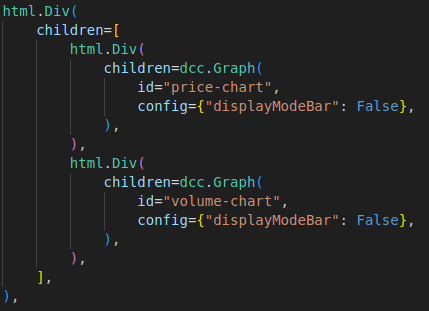 html.Div(
    children=[
        html.Div(
            children=dcc.Graph(
                id="price-chart",
                config={"displayModeBar": False},
            ),
        ),
        html.Div(
            children=dcc.Graph(
                id="volume-chart",
                config={"displayModeBar": False},
            ),
        ),
    ],
),